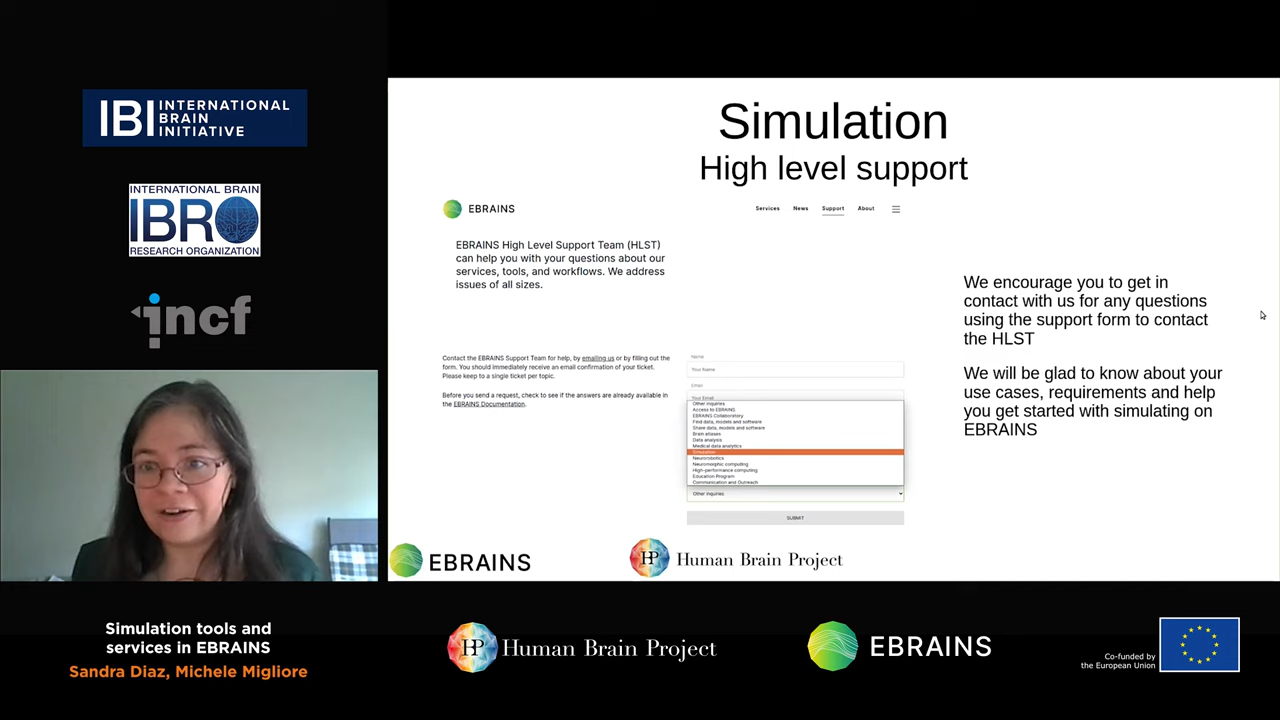 IBI INTERNATIONAL
BRAIN
INITIATIVE
INTERNATIONAL BRAIN
IBRO
RESEARCH ORGANIZATION
incf
Simulation tools and
services in EBRAINS
Sandra Diaz, Michele Migliore
Simulation
High level support
EBRAINS
Services News Support About
EBRAINS High Level Support Team (HLST)
can help you with your questions about our
services, tools, and workflows. We address
issues of all sizes.
Contact the EBRAINS Support Team for help, by emailing us or by filling out the
form. You should immediately receive an email confirmation of your ticket.
Please keep to a single ticket per topic.
Before you send a request, check to see if the answers are already available in
the EBRAINS Documentation.
Name
Your Name
Email
Your Email
Other inquiries
Access to EBRAINS
EBRAINS Collaboratory
Find data, models and software
Share data, models and software
Brain atlases
Data analysis
Medical data analytics
Simulation
Neurorobotics
Neuromorphic computing
High-performance computing
Education Program
Communication and Outreach
Other inquiries
SUBMIT
We encourage you to get in
contact with us for any questions
using the support form to contact
the HLST
We will be glad to know about your
use cases, requirements and help
you get started with simulating on
EBRAINS
EBRAINS
HP Human Brain Project
HP Human Brain Project
EBRAINS
Co-funded by
the European Union